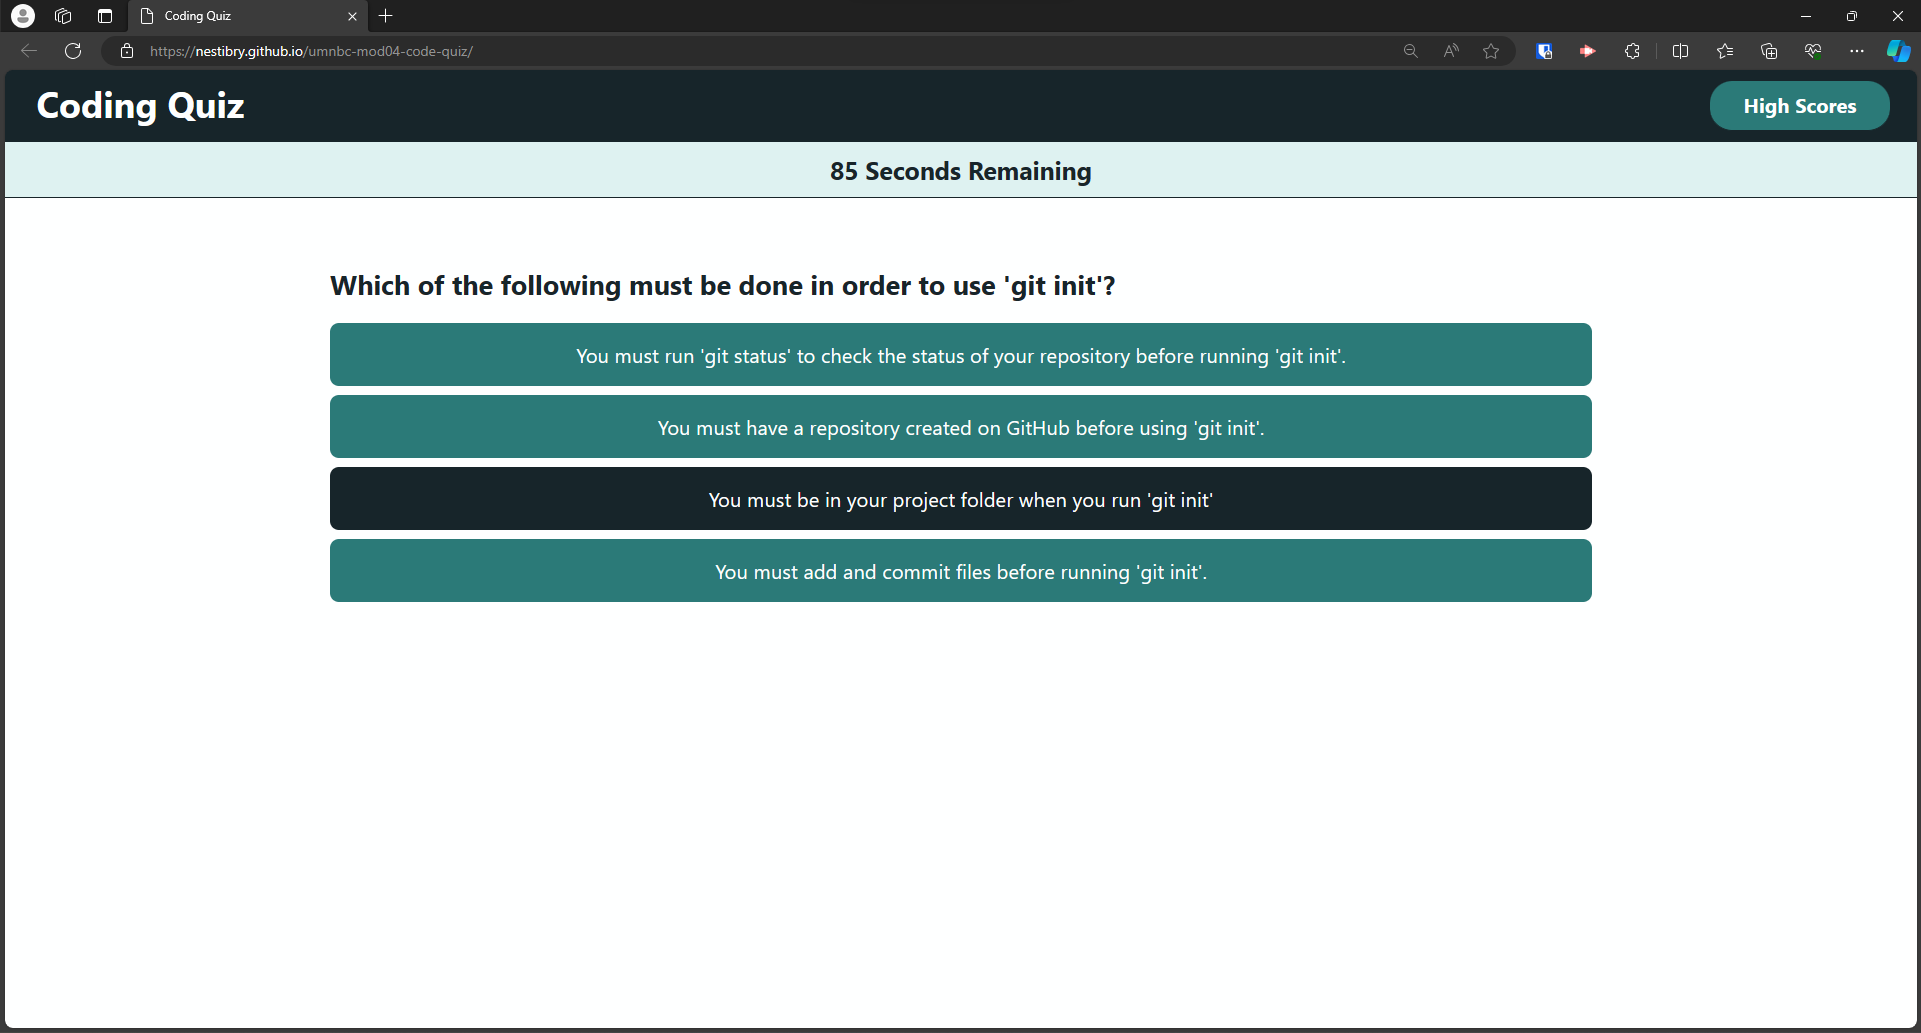 Coding Quiz
https://nestibry.github.io/umnbc-mod04-code-quiz/
Coding Quiz
High Scores
85 Seconds Remaining
Which of the following must be done in order to use 'git init'?
You must run 'git status' to check the status of your repository before running 'git init'.
You must have a repository created on GitHub before using 'git init'.
You must be in your project folder when you run 'git init'
You must add and commit files before running 'git init'.